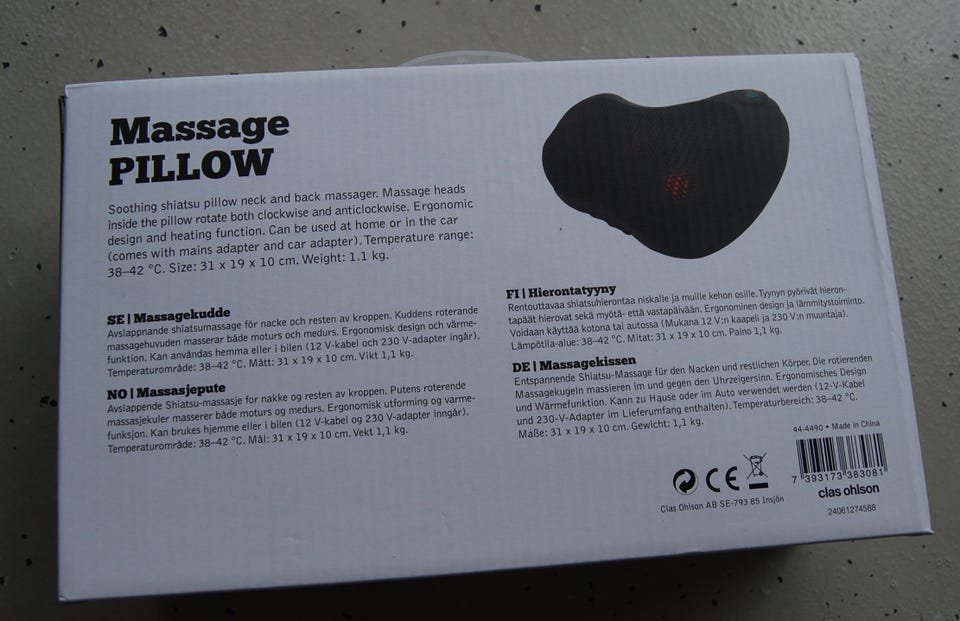 Massage
PILLOW
Soothing shiatsu pillow neck and back massager. Massage heads
inside the pillow rotate both clockwise and anticlockwise. Ergonomic
design and heating function. Can be used at home or in the car
(comes with mains adapter and car adapter). Temperature range:
38–42 °C. Size: 31 x 19 x 10 cm. Weight: 1.1 kg.
SE | Massagekudde
Avslappnande shiatsumassage för nacke och resten av kroppen. Kuddens roterande
massagehuvuden masserar både moturs och medurs. Ergonomisk design och värme-
funktion. Kan användas hemma eller i bilen (12 V-kabel och 230 V-adapter ingår).
Temperaturområde: 38–42 °C. Mått: 31 x 19 x 10 cm. Vikt 1,1 kg.
NO | Massasjepute
Avslappende Shiatsu-massasje for nakke og resten av kroppen. Putens roterende
massasjekuler masserer både moturs og medurs. Ergonomisk utforming og varme-
funksjon. Kan brukes hjemme eller i bilen (12 V-kabel og 230 V-adapter inngår).
Temperaturområde: 38–42 °C. Mål: 31 x 19 x 10 cm. Vekt 1,1 kg.
FI | Hierontatyyny
Rentouttavaa shiatsuhierontaa niskalle ja muille kehon osille. Tyynyn pyörivät hieron-
tapäät hierovat sekä myötä- että vastapäivään. Ergonominen design ja lämmitystoiminto.
Voidaan käyttää kotona tai autossa (Mukana 12 V:n kaapeli ja 230 V:n muuntaja).
Lämpötila-alue: 38–42 °C. Mitat: 31 x 19 x 10 cm. Paino 1,1 kg.
DE | Massagekissen
Entspannende Shiatsu-Massage für den Nacken und restlichen Körper. Die rotierenden
Massagekugeln massieren im und gegen den Uhrzeigersinn. Ergonomisches Design
und Wärmefunktion. Kann zu Hause oder im Auto verwendet werden (12-V-Kabel
und 230-V-Adapter im Lieferumfang enthalten). Temperaturbereich: 38–42 °C.
Maße: 31 x 19 x 10 cm. Gewicht: 1,1 kg.
44-4490 • Made in China
7 393173 383081
CE
Clas Ohlson AB SE-793 85 Insjön
clas ohlson
24061274588